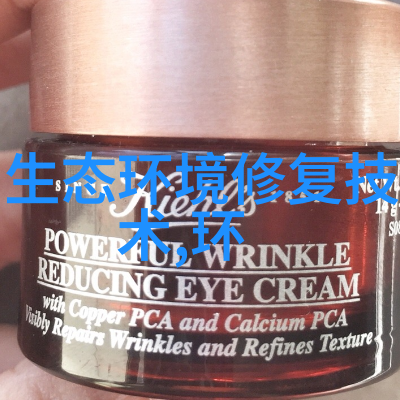 生态环境修复技
术,环
Kiehl's
POWERFUL WRINKLE
REDUCING EYE CREAM
with Copper PCA and Calcium PCA
Visibly Repairs Wrinkles and Refines Texture